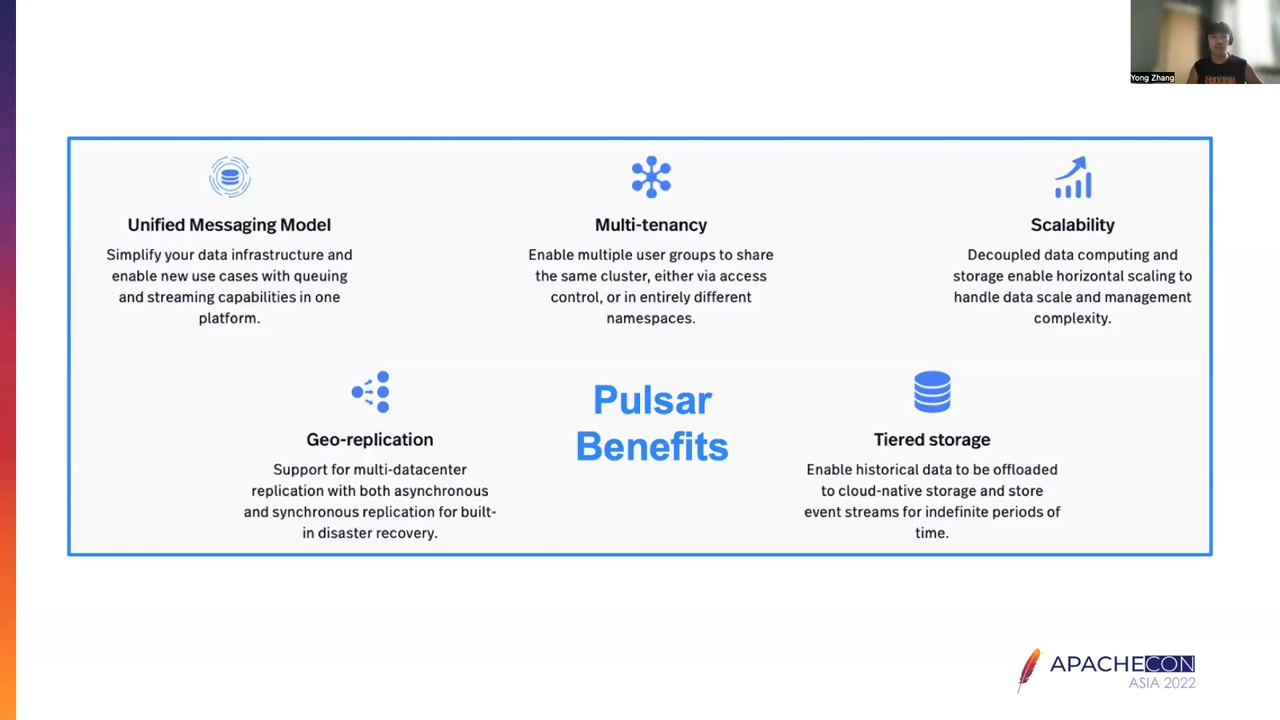 Yong Zhang
Unified Messaging Model
Simplify your data infrastructure and
enable new use cases with queuing
and streaming capabilities in one
platform.
Multi-tenancy
Enable multiple user groups to share
the same cluster, either via access
control, or in entirely different
namespaces.
Scalability
Decoupled data computing and
storage enable horizontal scaling to
handle data scale and management
complexity.
Geo-replication
Support for multi-datacenter
replication with both asynchronous
and synchronous replication for built-
in disaster recovery.
Pulsar
Benefits
Tiered storage
Enable historical data to be offloaded
to cloud-native storage and store
event streams for indefinite periods of
time.
APACHECON
ASIA 2022